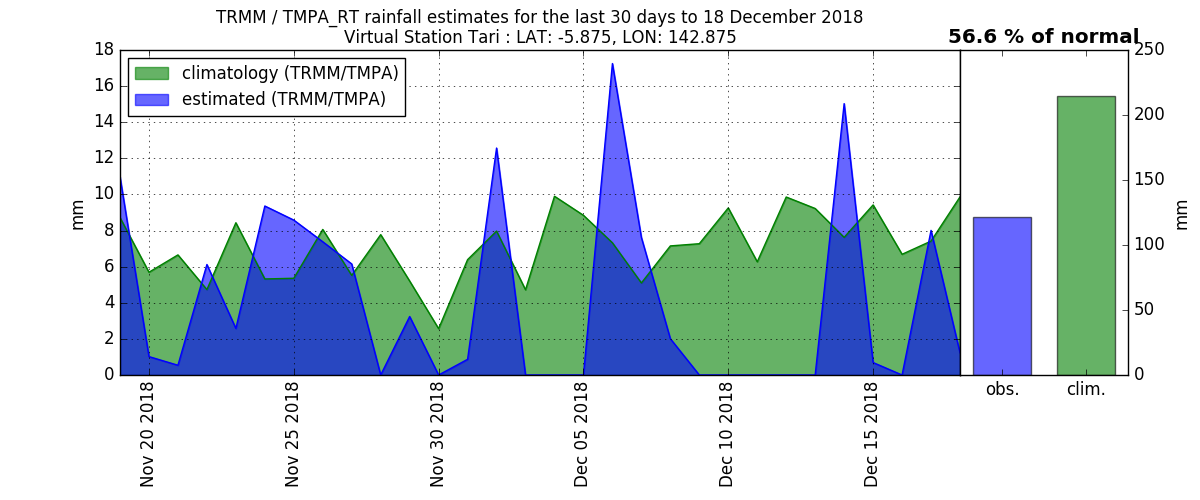 TRMM / TMPA_RT rainfall estimates for the last 30 days to 18 December 2018
Virtual Station Tari : LAT: -5.875, LON: 142.875
56.6 % of normal
climatology (TRMM/TMPA)
estimated (TRMM/TMPA)
18
16
14
12
10
8
6
4
2
0
mm
Nov 20 2018
Nov 25 2018
Nov 30 2018
Dec 05 2018
Dec 10 2018
Dec 15 2018
250
200
150
100
50
0
mm
obs.
clim.